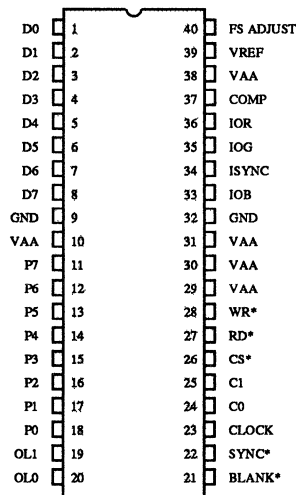 D0 1 40 FS ADJUST
D1 2 39 VREF
D2 3 38 VAA
D3 4 37 COMP
D4 5 36 IOR
D5 6 35 IOG
D6 7 34 ISYNC
D7 8 33 IOB
GND 9 32 GND
VAA 10 31 VAA
P7 11 30 VAA
P6 12 29 VAA
P5 13 28 WR*
P4 14 27 RD*
P3 15 26 CS*
P2 16 25 C1
P1 17 24 C0
P0 18 23 CLOCK
OL1 19 22 SYNC*
OL0 20 21 BLANK*